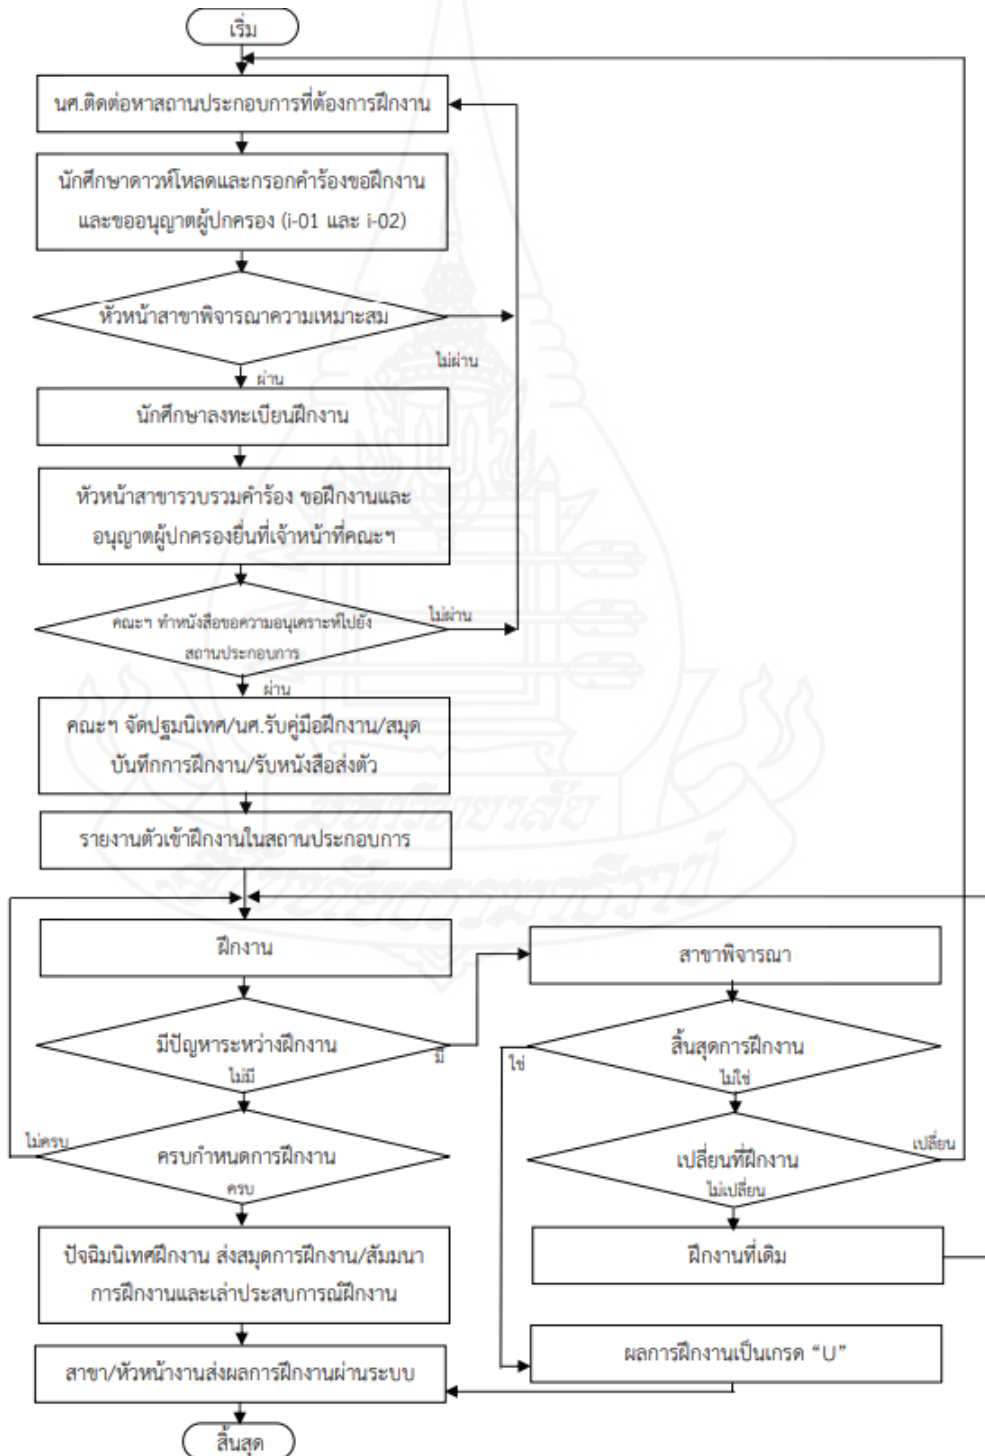 เริ่ม
นศ.ติดต่อหาสถานประกอบการที่ต้องการฝึกงาน
นักศึกษาดาวห์โหลดและกรอกคำร้องขอฝึกงาน
และขออนุญาตผู้ปกครอง (i-01 และ i-02)
หัวหน้าสาขาพิจารณาความเหมาะสม
ไม่ผ่าน
ผ่าน
นักศึกษาลงทะเบียนฝึกงาน
หัวหน้าสาขารวบรวมคำร้อง ขอฝึกงานและ
อนุญาตผู้ปกครองยื่นที่เจ้าหน้าที่คณะฯ
คณะฯ ทำหนังสือขอความอนุเคราะห์ไปยัง
สถานประกอบการ
ไม่ผ่าน
ผ่าน
คณะฯ จัดปฐมนิเทศ/นศ.รับคู่มือฝึกงาน/สมุด
บันทึกการฝึกงาน/รับหนังสือส่งตัว
มหาวิทยาลัย
สุโขทัยธรรมาธิราช
รายงานตัวเข้าฝึกงานในสถานประกอบการ
ฝึกงาน
มีปัญหาระหว่างฝึกงาน
มี
ไม่มี
ไม่ครบ
ครบกำหนดการฝึกงาน
ครบ
ปัจฉิมนิเทศฝึกงาน ส่งสมุดการฝึกงาน/สัมมนา
การฝึกงานและเล่าประสบการณ์ฝึกงาน
สาขา/หัวหน้างานส่งผลการฝึกงานผ่านระบบ
สิ้นสุด
สาขาพิจารณา
สิ้นสุดการฝึกงาน
ใช่
ไม่ใช่
เปลี่ยนที่ฝึกงาน
เปลี่ยน
ไม่เปลี่ยน
ฝึกงานที่เดิม
ผลการฝึกงานเป็นเกรด “U”